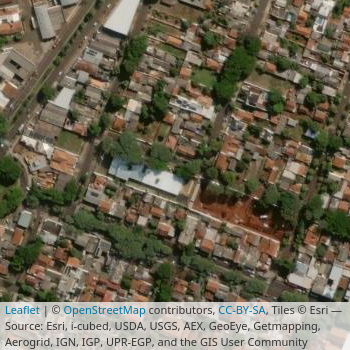 Leaflet | © OpenStreetMap contributors, CC-BY-SA, Tiles © Esri —
Source: Esri, i-cubed, USDA, USGS, AEX, GeoEye, Getmapping,
Aerogrid, IGN, IGP, UPR-EGP, and the GIS User Community